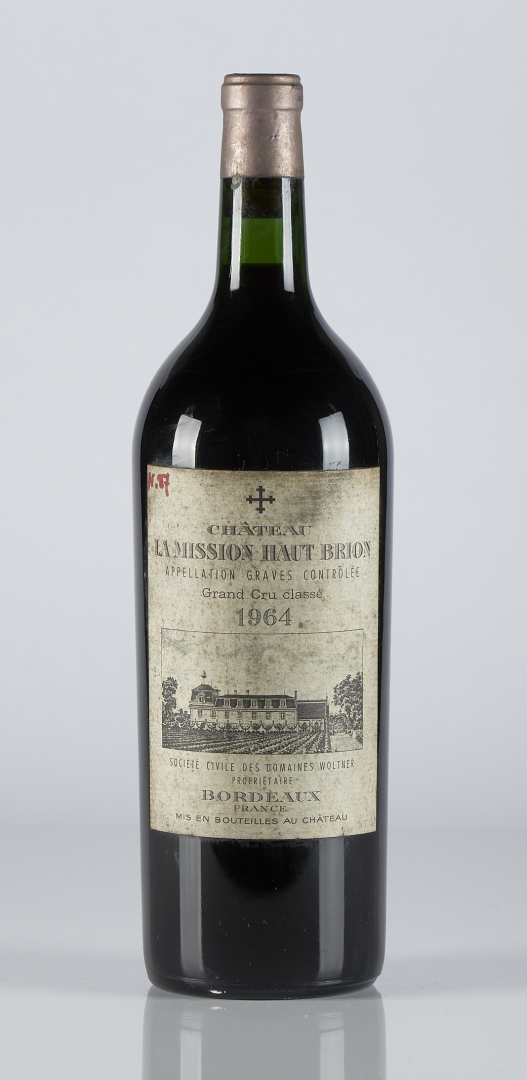 N.87
CHÂTEAU
LA MISSION HAUT BRION
APPELLATION GRAVES CONTRÔLÉE
Grand Cru classé
1964
SOCIÉTÉ CIVILE DES DOMAINES WOLTNER
PROPRIÉTAIRE
BORDEAUX
FRANCE
MIS EN BOUTEILLES AU CHÂTEAU